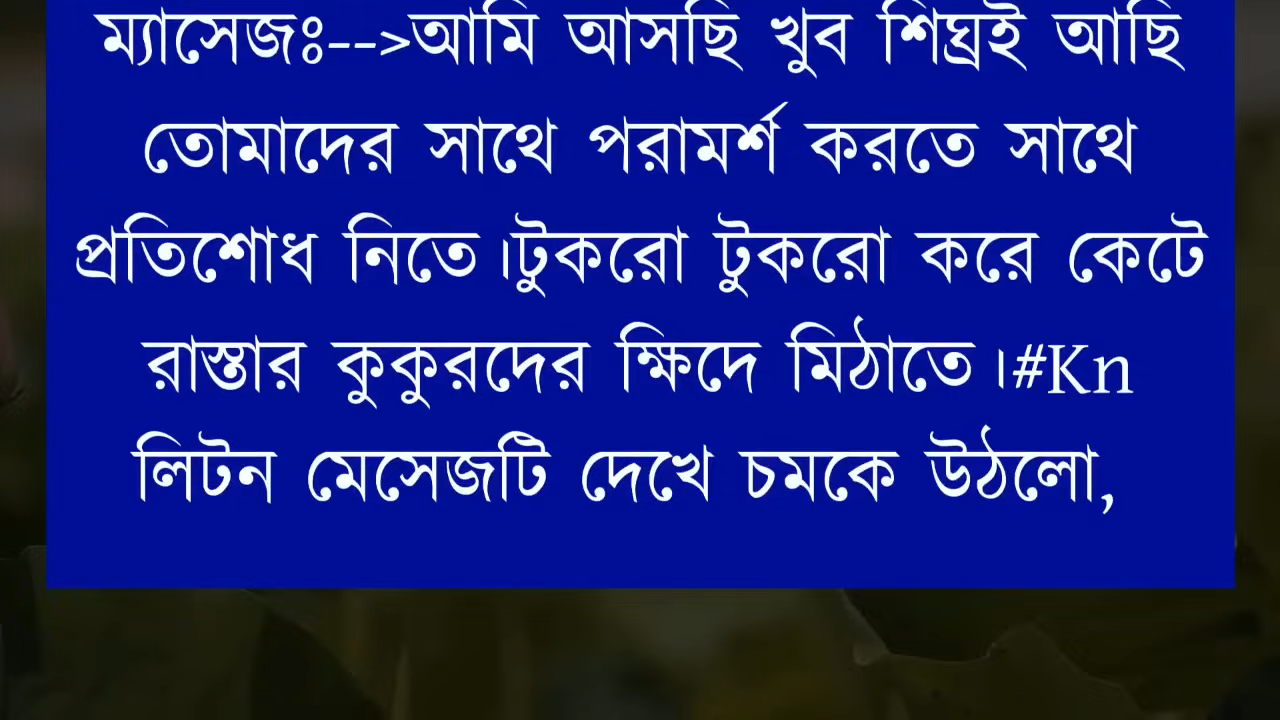 ম্যাসেজঃ-->আমি আসছি খুব শিঘ্রই আছি
তোমাদের সাথে পরামর্শ করতে সাথে
প্রতিশোধ নিতে।টুকরো টুকরো করে কেটে
রাস্তার কুকুরদের ক্ষিদে মিঠাতে।#Kn
লিটন মেসেজটি দেখে চমকে উঠলো,